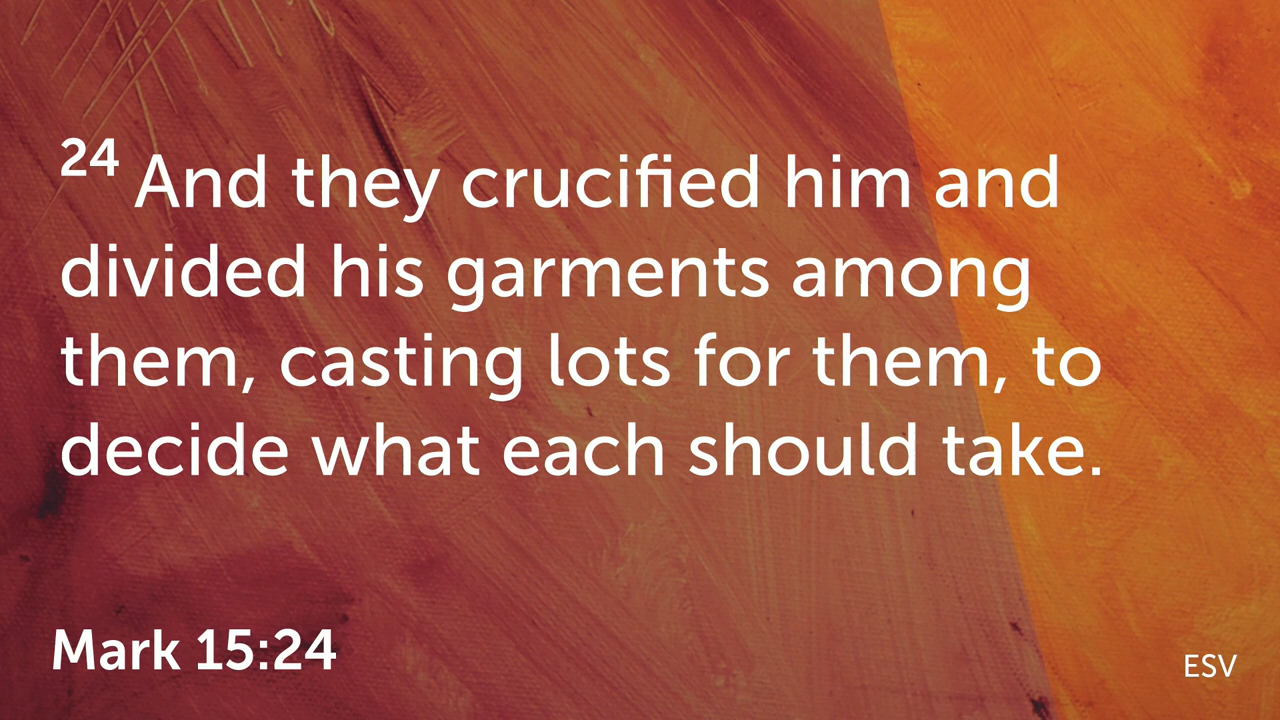 24 And they crucified him and
divided his garments among
them, casting lots for them, to
decide what each should take.
Mark 15:24
ESV